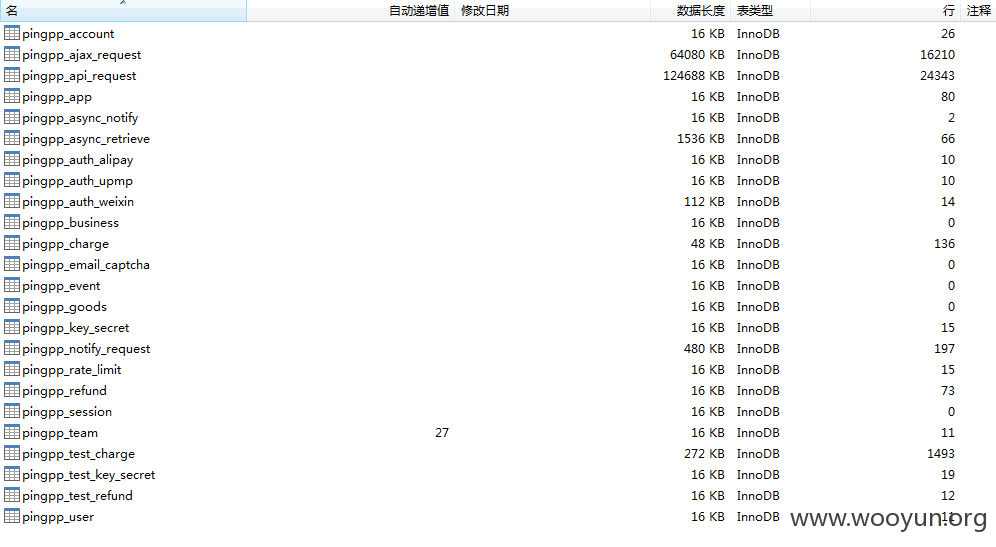 名 自动递增值 修改日期 数据长度 表类型 行 注释
pingpp_account 16 KB InnoDB 26
pingpp_ajax_request 64080 KB InnoDB 16210
pingpp_api_request 124688 KB InnoDB 24343
pingpp_app 16 KB InnoDB 80
pingpp_async_notify 16 KB InnoDB 2
pingpp_async_retrieve 1536 KB InnoDB 66
pingpp_auth_alipay 16 KB InnoDB 10
pingpp_auth_upmp 16 KB InnoDB 10
pingpp_auth_weixin 112 KB InnoDB 14
pingpp_business 16 KB InnoDB 0
pingpp_charge 48 KB InnoDB 136
pingpp_email_captcha 16 KB InnoDB 0
pingpp_event 16 KB InnoDB 0
pingpp_goods 16 KB InnoDB 0
pingpp_key_secret 16 KB InnoDB 15
pingpp_notify_request 480 KB InnoDB 197
pingpp_rate_limit 16 KB InnoDB 15
pingpp_refund 16 KB InnoDB 73
pingpp_session 16 KB InnoDB 0
pingpp_team 27 16 KB InnoDB 11
pingpp_test_charge 272 KB InnoDB 1493
pingpp_test_key_secret 16 KB InnoDB 19
pingpp_test_refund 16 KB InnoDB 12
pingpp_user 16 KB InnoDB
www.wooyun.org